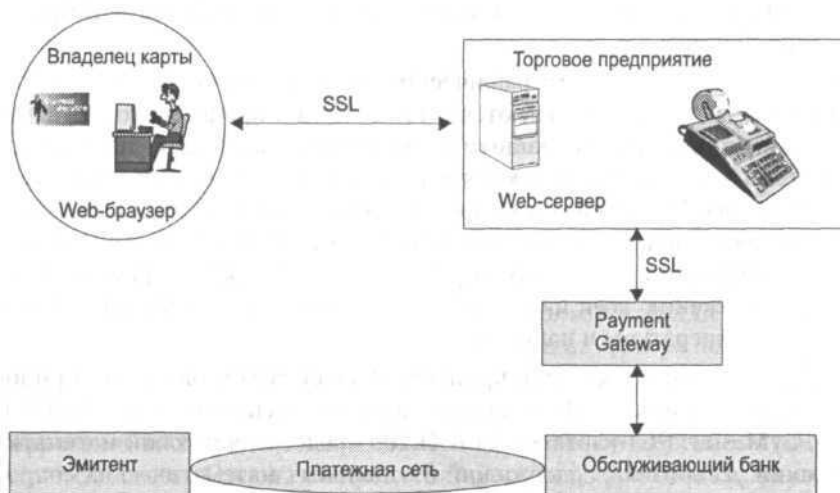 Владелец карты
Web-браузер
SSL
Торговое предприятие
Web-сервер
SSL
Payment
Gateway
Эмитент
Платежная сеть
Обслуживающий банк